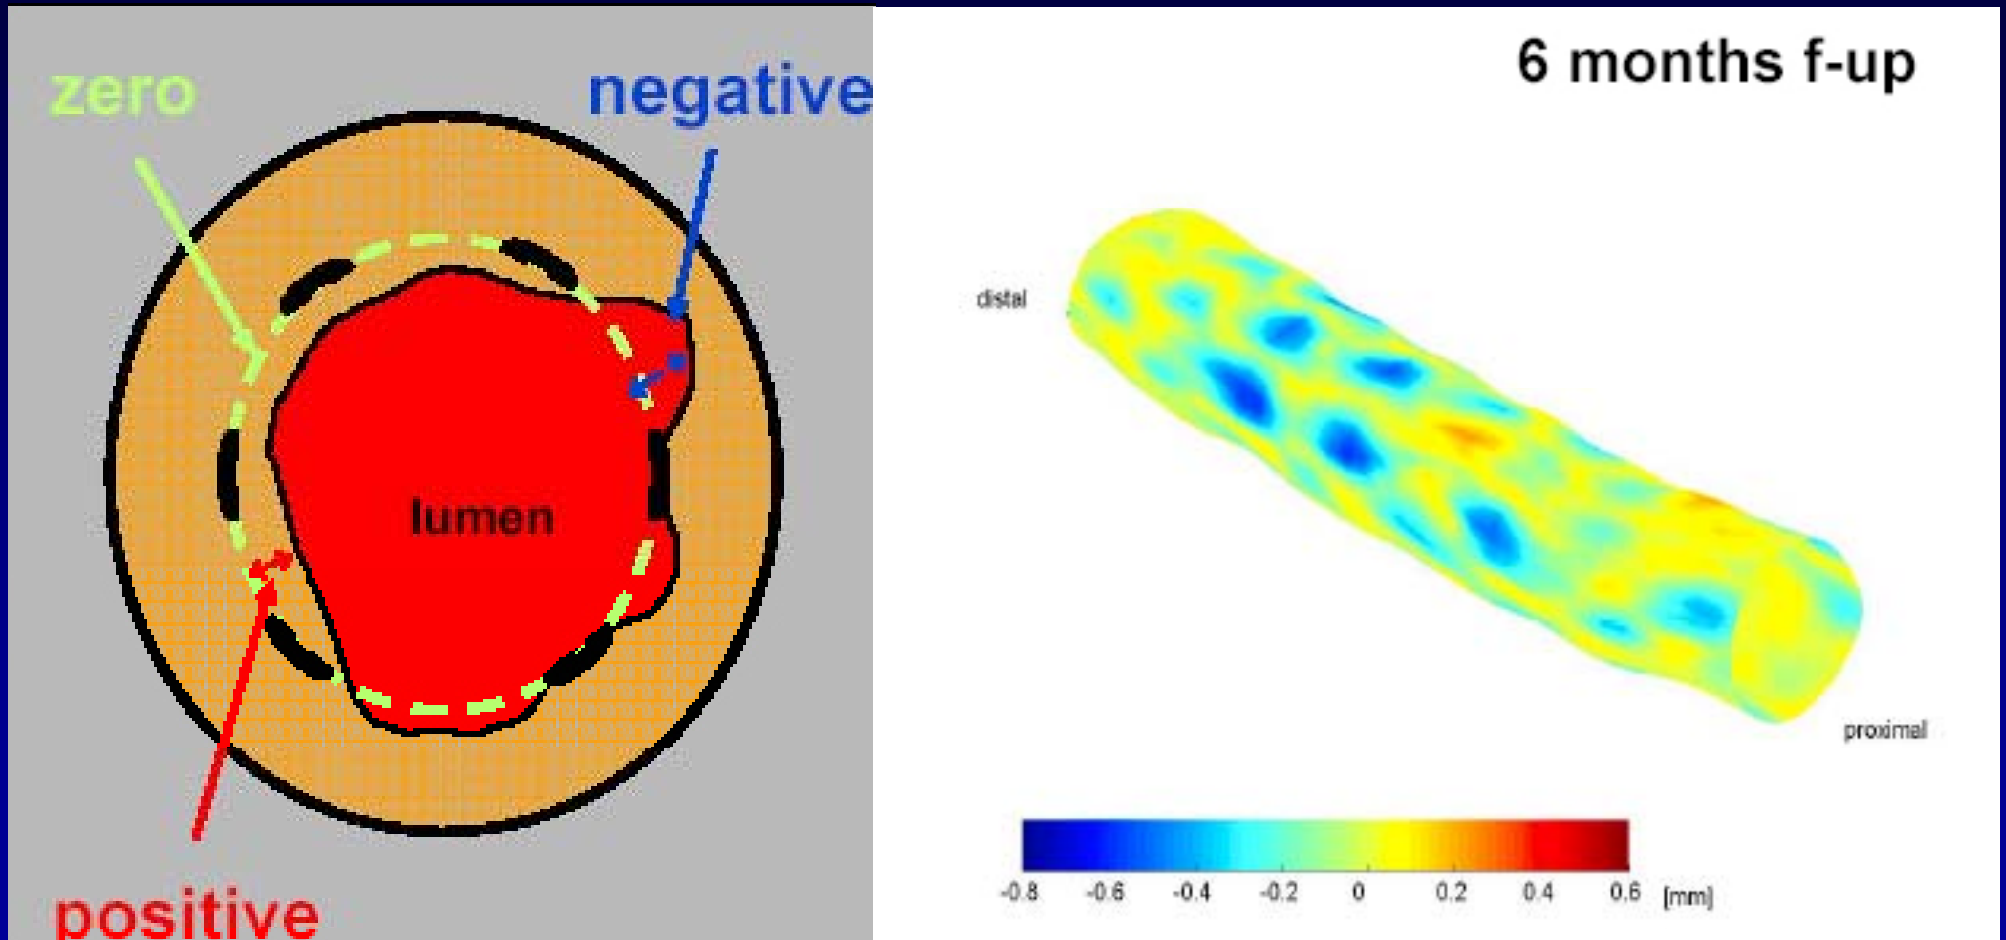 zero
negative
lumen
positive
6 months f-up
distal
proximal
-0.8 -0.6 -0.4 -0.2 0 0.2 0.4 0.6 [mm]